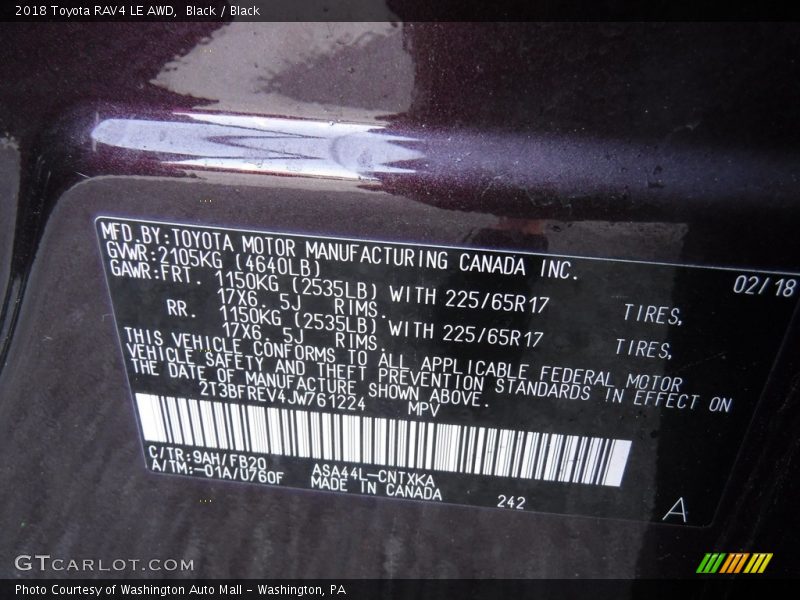 2018 Toyota RAV4 LE AWD,  Black / Black
MFD.BY:TOYOTA MOTOR MANUFACTURING CANADA INC.
GVWR:2105KG (4640LB) 02/18
GAWR:FRT. 1150KG (2535LB) WITH 225/65R17 TIRES,
17X6.5J RIMS.
RR. 1150KG (2535LB) WITH 225/65R17 TIRES,
17X6.5J RIMS
THIS VEHICLE CONFORMS TO ALL APPLICABLE FEDERAL MOTOR
VEHICLE SAFETY AND THEFT PREVENTION STANDARDS IN EFFECT ON
THE DATE OF MANUFACTURE SHOWN ABOVE.
2T3BFREV4JW761224 MPV
C/TR:9AH/FB20 ASA44L-CNTXKA
A/TM:-01A/U760F MADE IN CANADA 242 A
GTCARLOT.COM
Photo Courtesy of Washington Auto Mall - Washington, PA